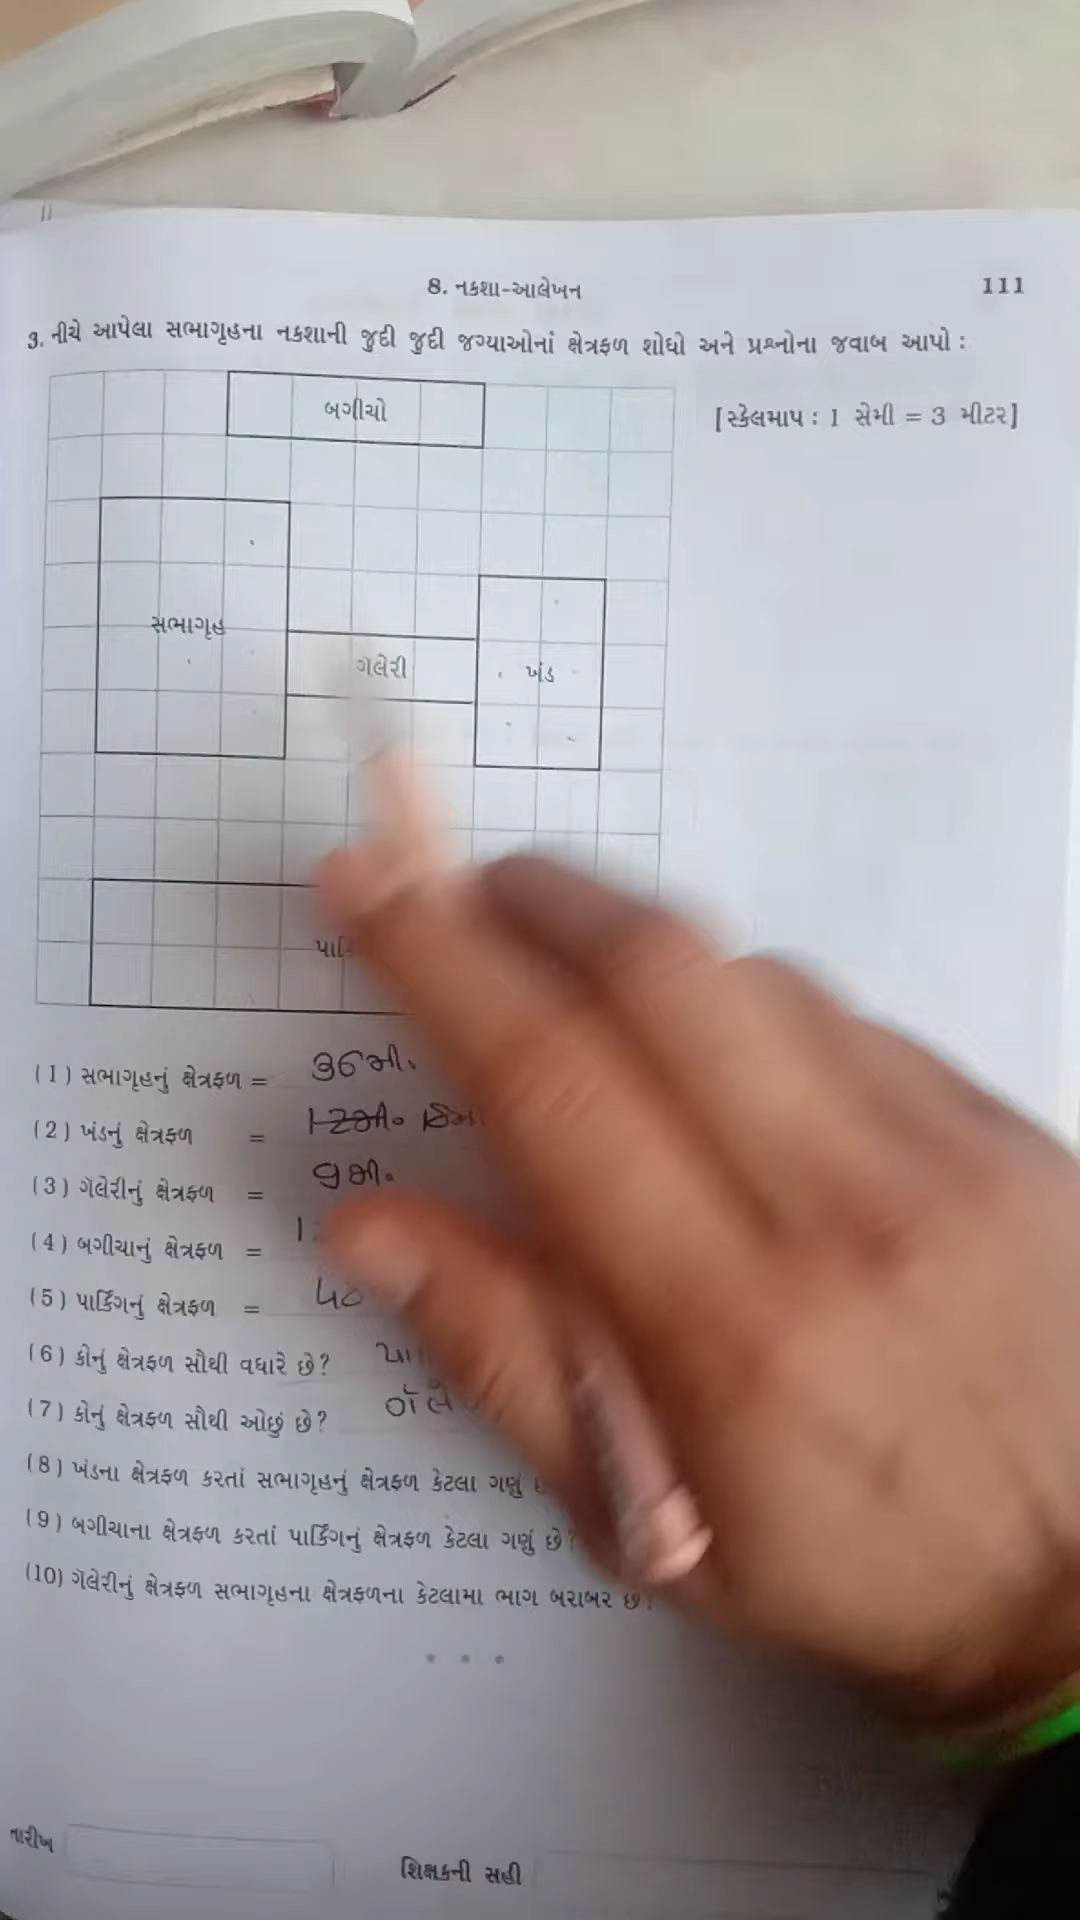 8. નકશા-આલેખન
111
3. નીચે આપેલા સભાગૃહના નકશાની જુદી જુદી જગ્યાઓનાં ક્ષેત્રફળ શોધો અને પ્રશ્નોના જવાબ આપો :
બગીચો
[સ્કેલમાપ : 1 સેમી = 3 મીટર]
સભાગૃહ
ગૅલેરી
ખંડ
(1) સભાગૃહનું ક્ષેત્રફળ = 36મી.
(2) ખંડનું ક્ષેત્રફળ = 12મી.
(3) ગૅલેરીનું ક્ષેત્રફળ = 9મી.
(4) બગીચાનું ક્ષેત્રફળ =
(5) પાર્કિંગનું ક્ષેત્રફળ =
(6) કોનું ક્ષેત્રફળ સૌથી વધારે છે?
(7) કોનું ક્ષેત્રફળ સૌથી ઓછું છે?
(8) ખંડના ક્ષેત્રફળ કરતાં સભાગૃહનું ક્ષેત્રફળ કેટલા ગણું
(9) બગીચાના ક્ષેત્રફળ કરતાં પાર્કિંગનું ક્ષેત્રફળ કેટલા ગણું છે?
(10) ગૅલેરીનું ક્ષેત્રફળ સભાગૃહના ક્ષેત્રફળના કેટલામા ભાગ બરાબર છે?
તારીખ
શિક્ષકની સહી